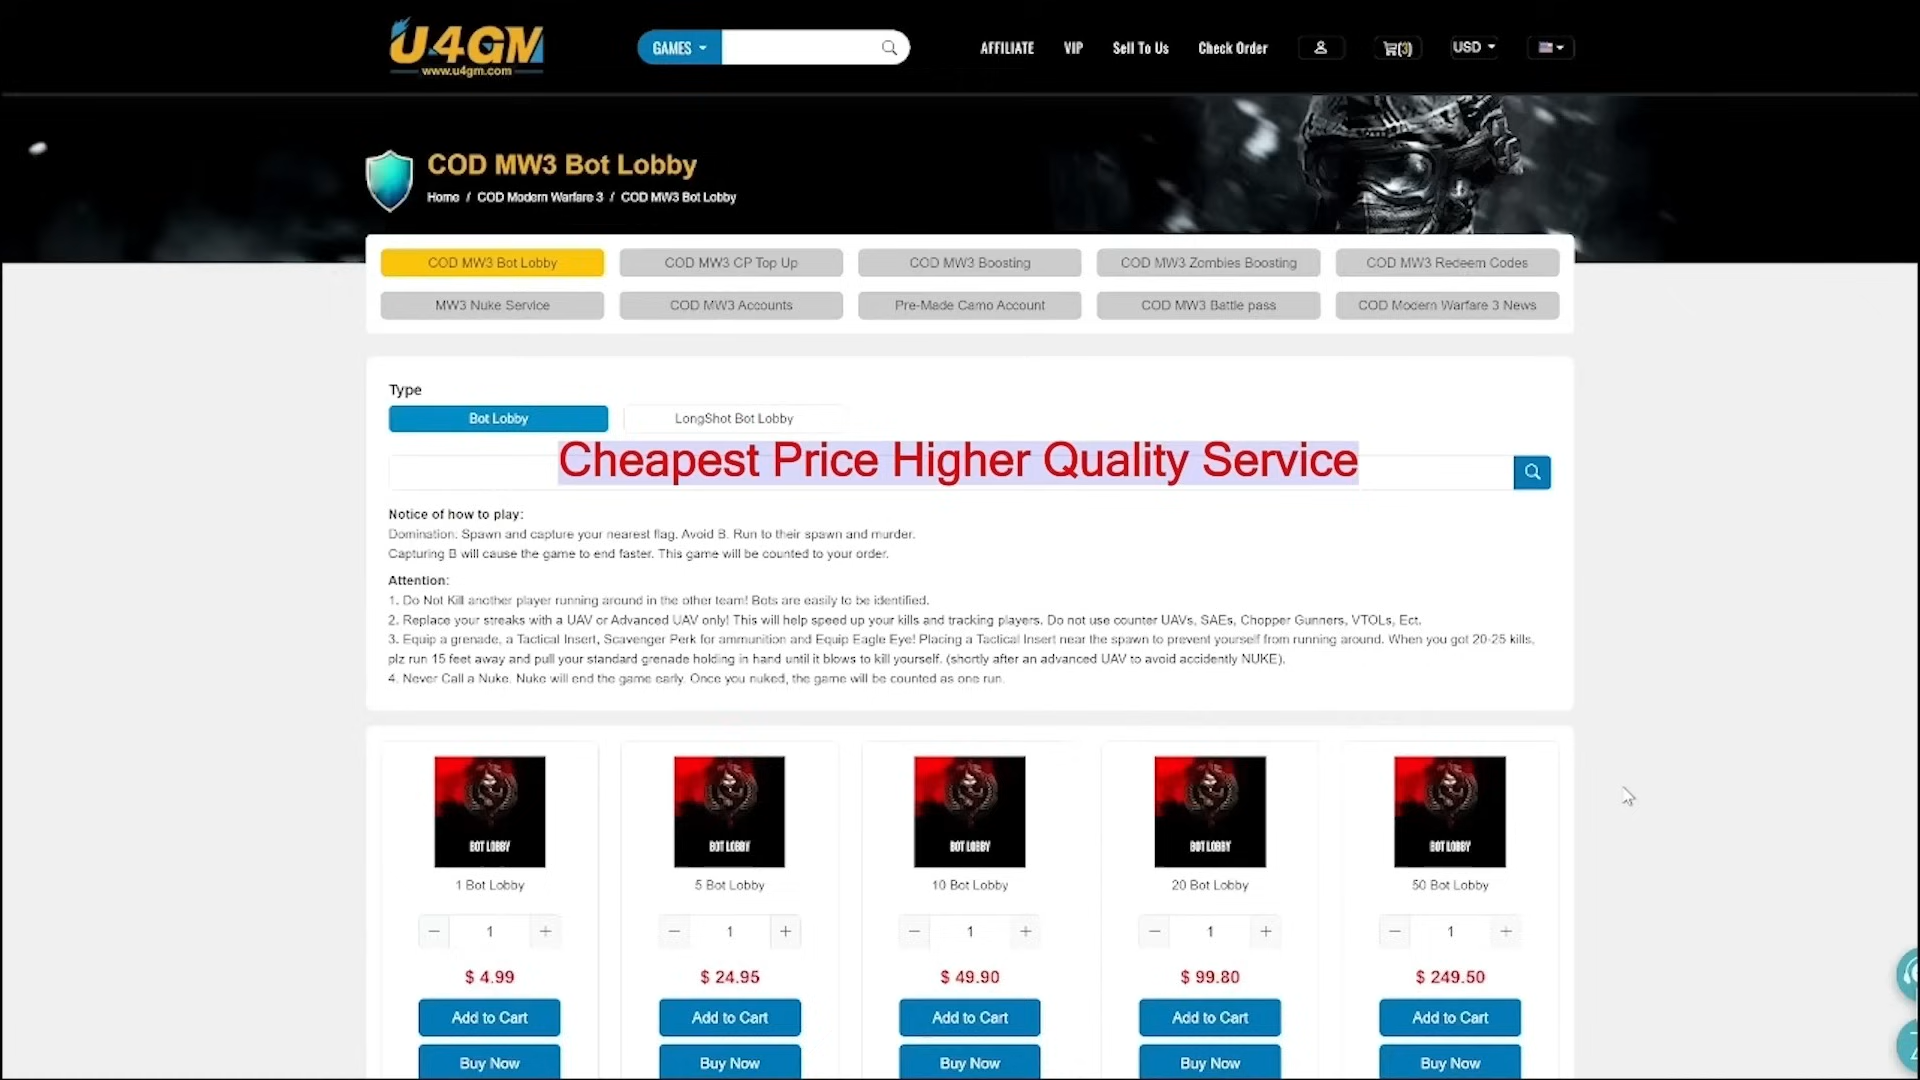 U4GM
www.u4gm.com
GAMES
AFFILIATE
VIP
Sell To Us
Check Order
(3)
USD
COD MW3 Bot Lobby
Home / COD Modern Warfare 3 / COD MW3 Bot Lobby
COD MW3 Bot Lobby
COD MW3 CP Top Up
COD MW3 Boosting
COD MW3 Zombies Boosting
COD MW3 Redeem Codes
MW3 Nuke Service
COD MW3 Accounts
Pre-Made Camo Account
COD MW3 Battle pass
COD Modern Warfare 3 News
Type
Bot Lobby
LongShot Bot Lobby
Cheapest Price Higher Quality Service
Notice of how to play:
Domination: Spawn and capture your nearest flag. Avoid B. Run to their spawn and murder.
Capturing B will cause the game to end faster. This game will be counted to your order.
Attention:
1. Do Not Kill another player running around in the other team! Bots are easily to be identified.
2. Replace your streaks with a UAV or Advanced UAV only! This will help speed up your kills and tracking players. Do not use counter UAVs, SAEs, Chopper Gunners, VTOLs, Ect.
3. Equip a grenade, a Tactical Insert, Scavenger Perk for ammunition and Equip Eagle Eye! Placing a Tactical Insert near the spawn to prevent yourself from running around. When you got 20-25 kills,
plz run 15 feet away and pull your standard grenade holding in hand until it blows to kill yourself. (shortly after an advanced UAV to avoid accidently NUKE).
4. Never Call a Nuke. Nuke will end the game early. Once you nuked, the game will be counted as one run.
BOT LOBBY
BOT LOBBY
BOT LOBBY
BOT LOBBY
BOT LOBBY
1 Bot Lobby
5 Bot Lobby
10 Bot Lobby
20 Bot Lobby
50 Bot Lobby
− 1 +
− 1 +
− 1 +
− 1 +
− 1 +
$ 4.99
$ 24.95
$ 49.90
$ 99.80
$ 249.50
Add to Cart
Add to Cart
Add to Cart
Add to Cart
Add to Cart
Buy Now
Buy Now
Buy Now
Buy Now
Buy Now